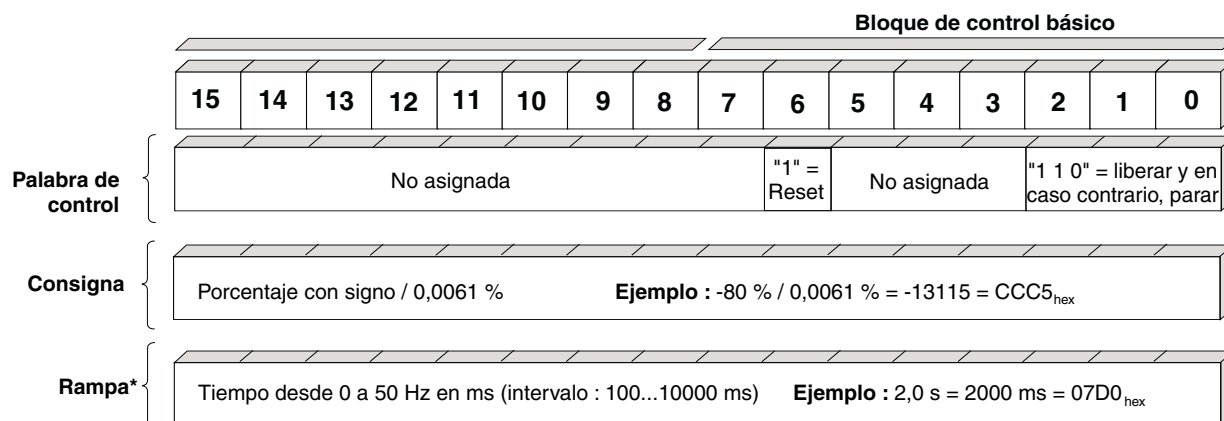 Bloque de control básico
15 14 13 12 11 10 9 8 7 6 5 4 3 2 1 0
Palabra de
control
No asignada
"1" =
Reset
No asignada
"1 1 0" = liberar y en
caso contrario, parar
Consigna
Porcentaje con signo / 0,0061 % Ejemplo : -80 % / 0,0061 % = -13115 = CCC5hex
Rampa*
Tiempo desde 0 a 50 Hz en ms (intervalo : 100...10000 ms) Ejemplo : 2,0 s = 2000 ms = 07D0hex